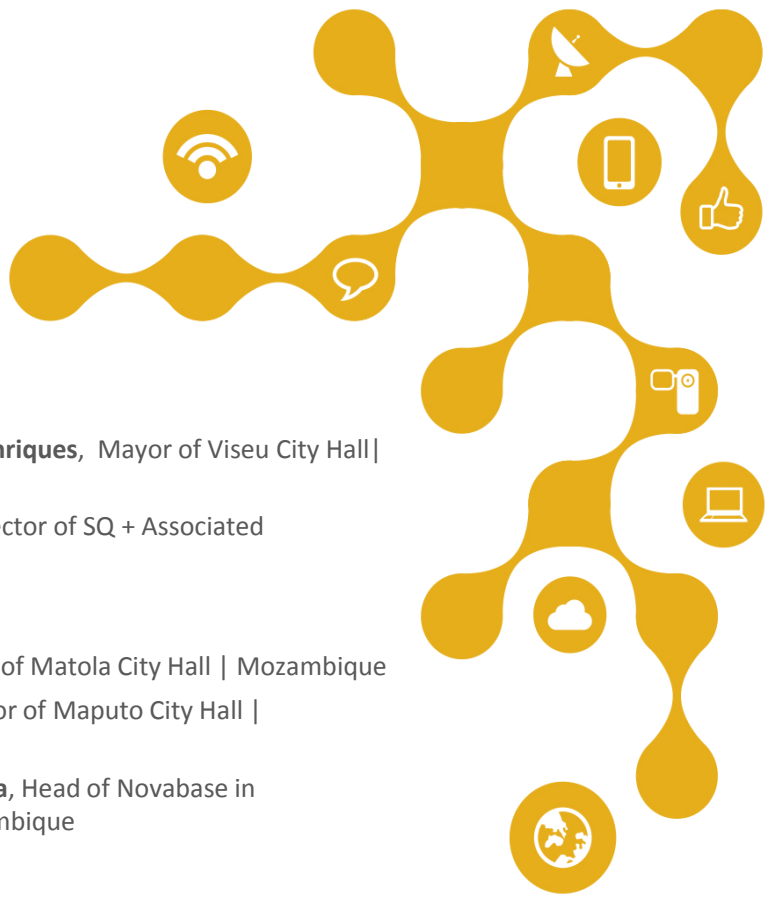 nriques, Mayor of Viseu City Hall|
ector of SQ + Associated
of Matola City Hall | Mozambique
or of Maputo City Hall |
a, Head of Novabase in
mbique